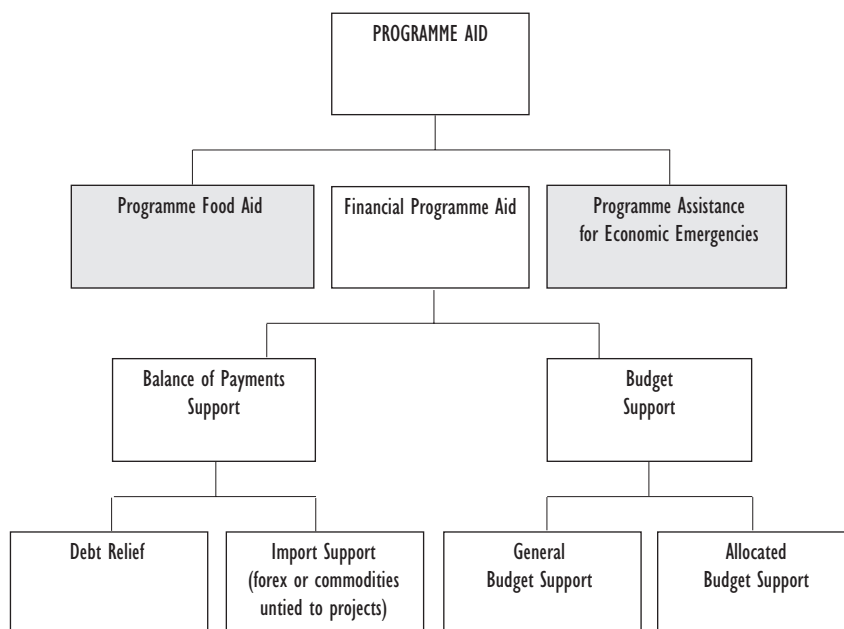 PROGRAMME AID
Programme Food Aid
Financial Programme Aid
Programme Assistance
for Economic Emergencies
Balance of Payments
Support
Budget
Support
Debt Relief
Import Support
(forex or commodities
untied to projects)
General
Budget Support
Allocated
Budget Support